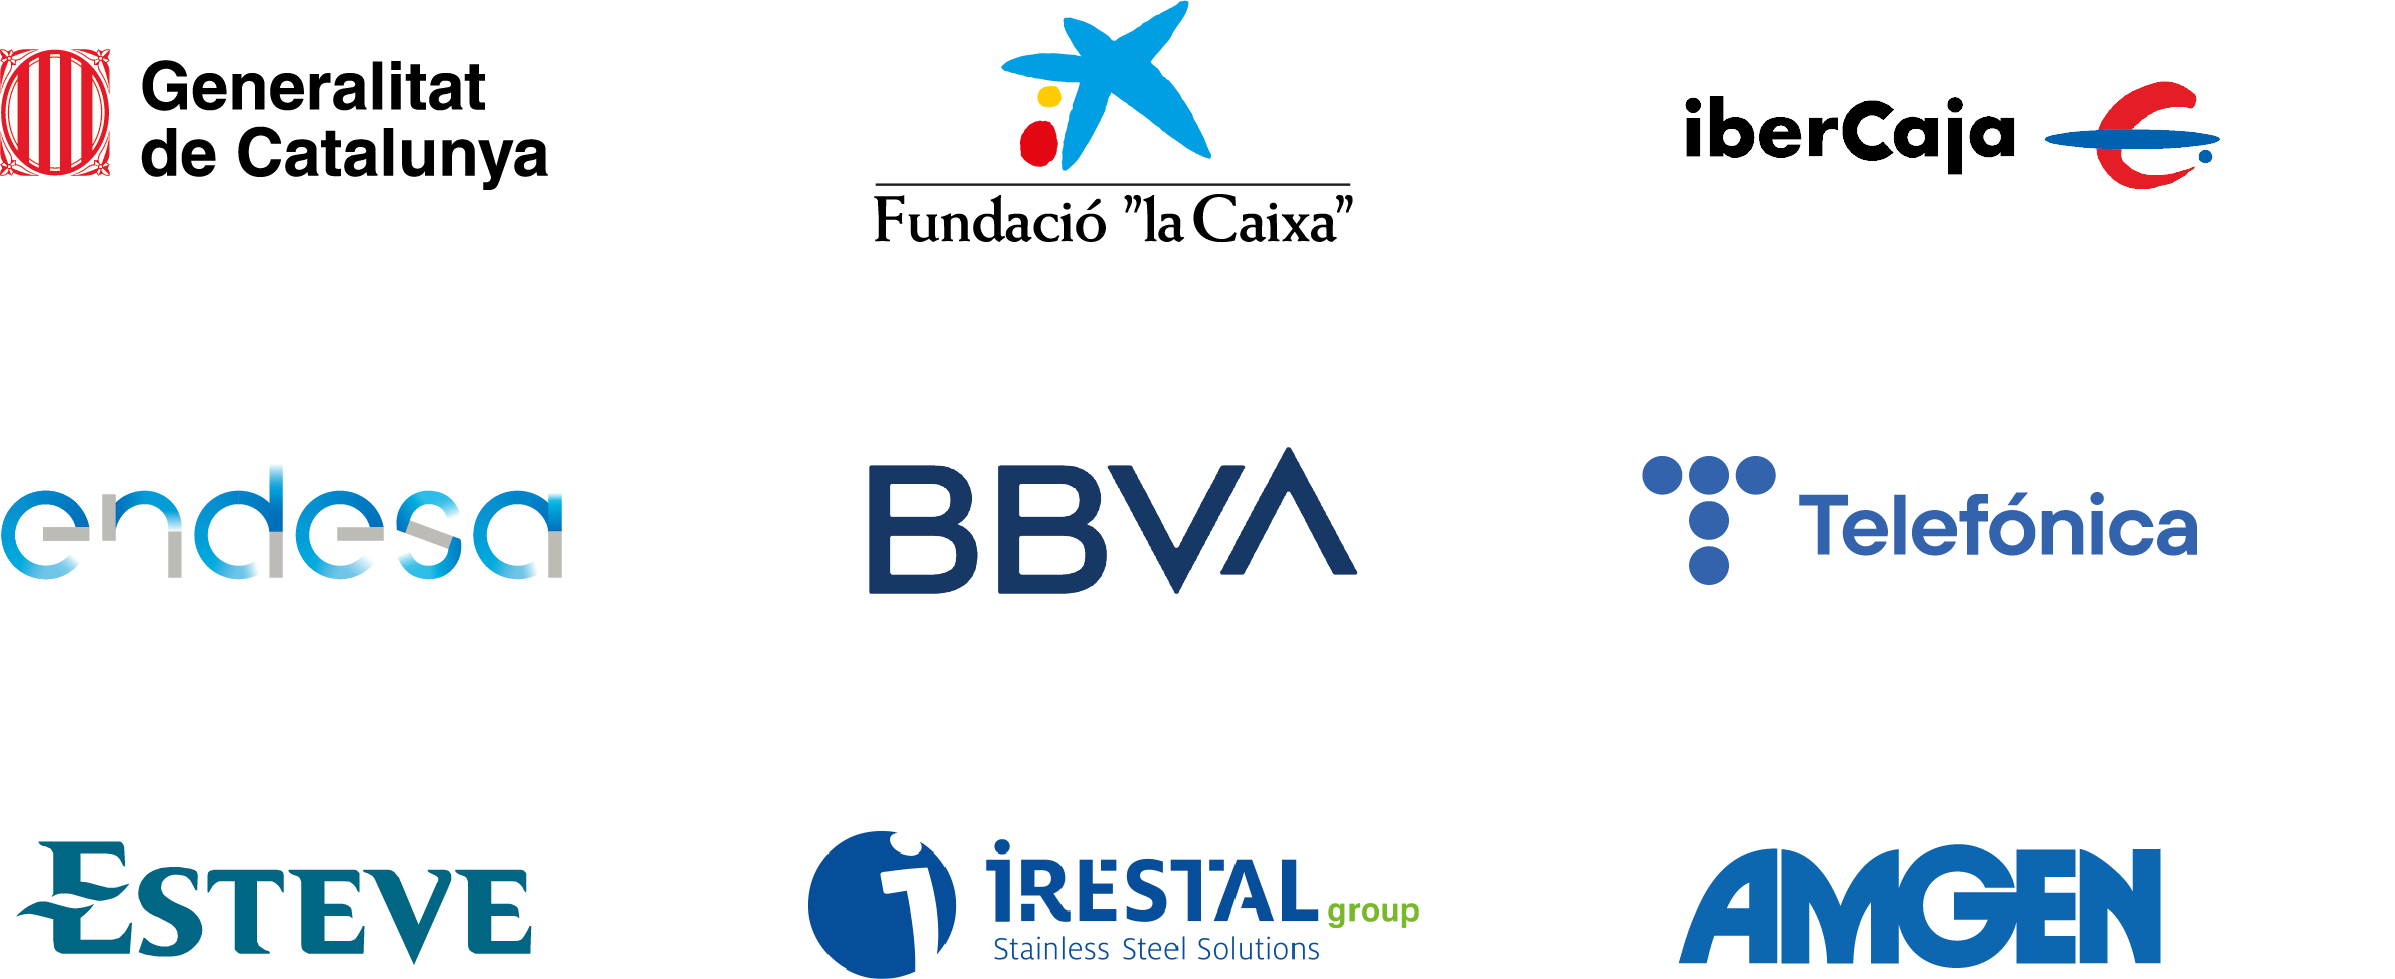 Generalitat
de Catalunya
Fundació ”la Caixa”
iberCaja
endesa
BBVA
Telefónica
ESTEVE
iRESTAL group
Stainless Steel Solutions
AMGEN